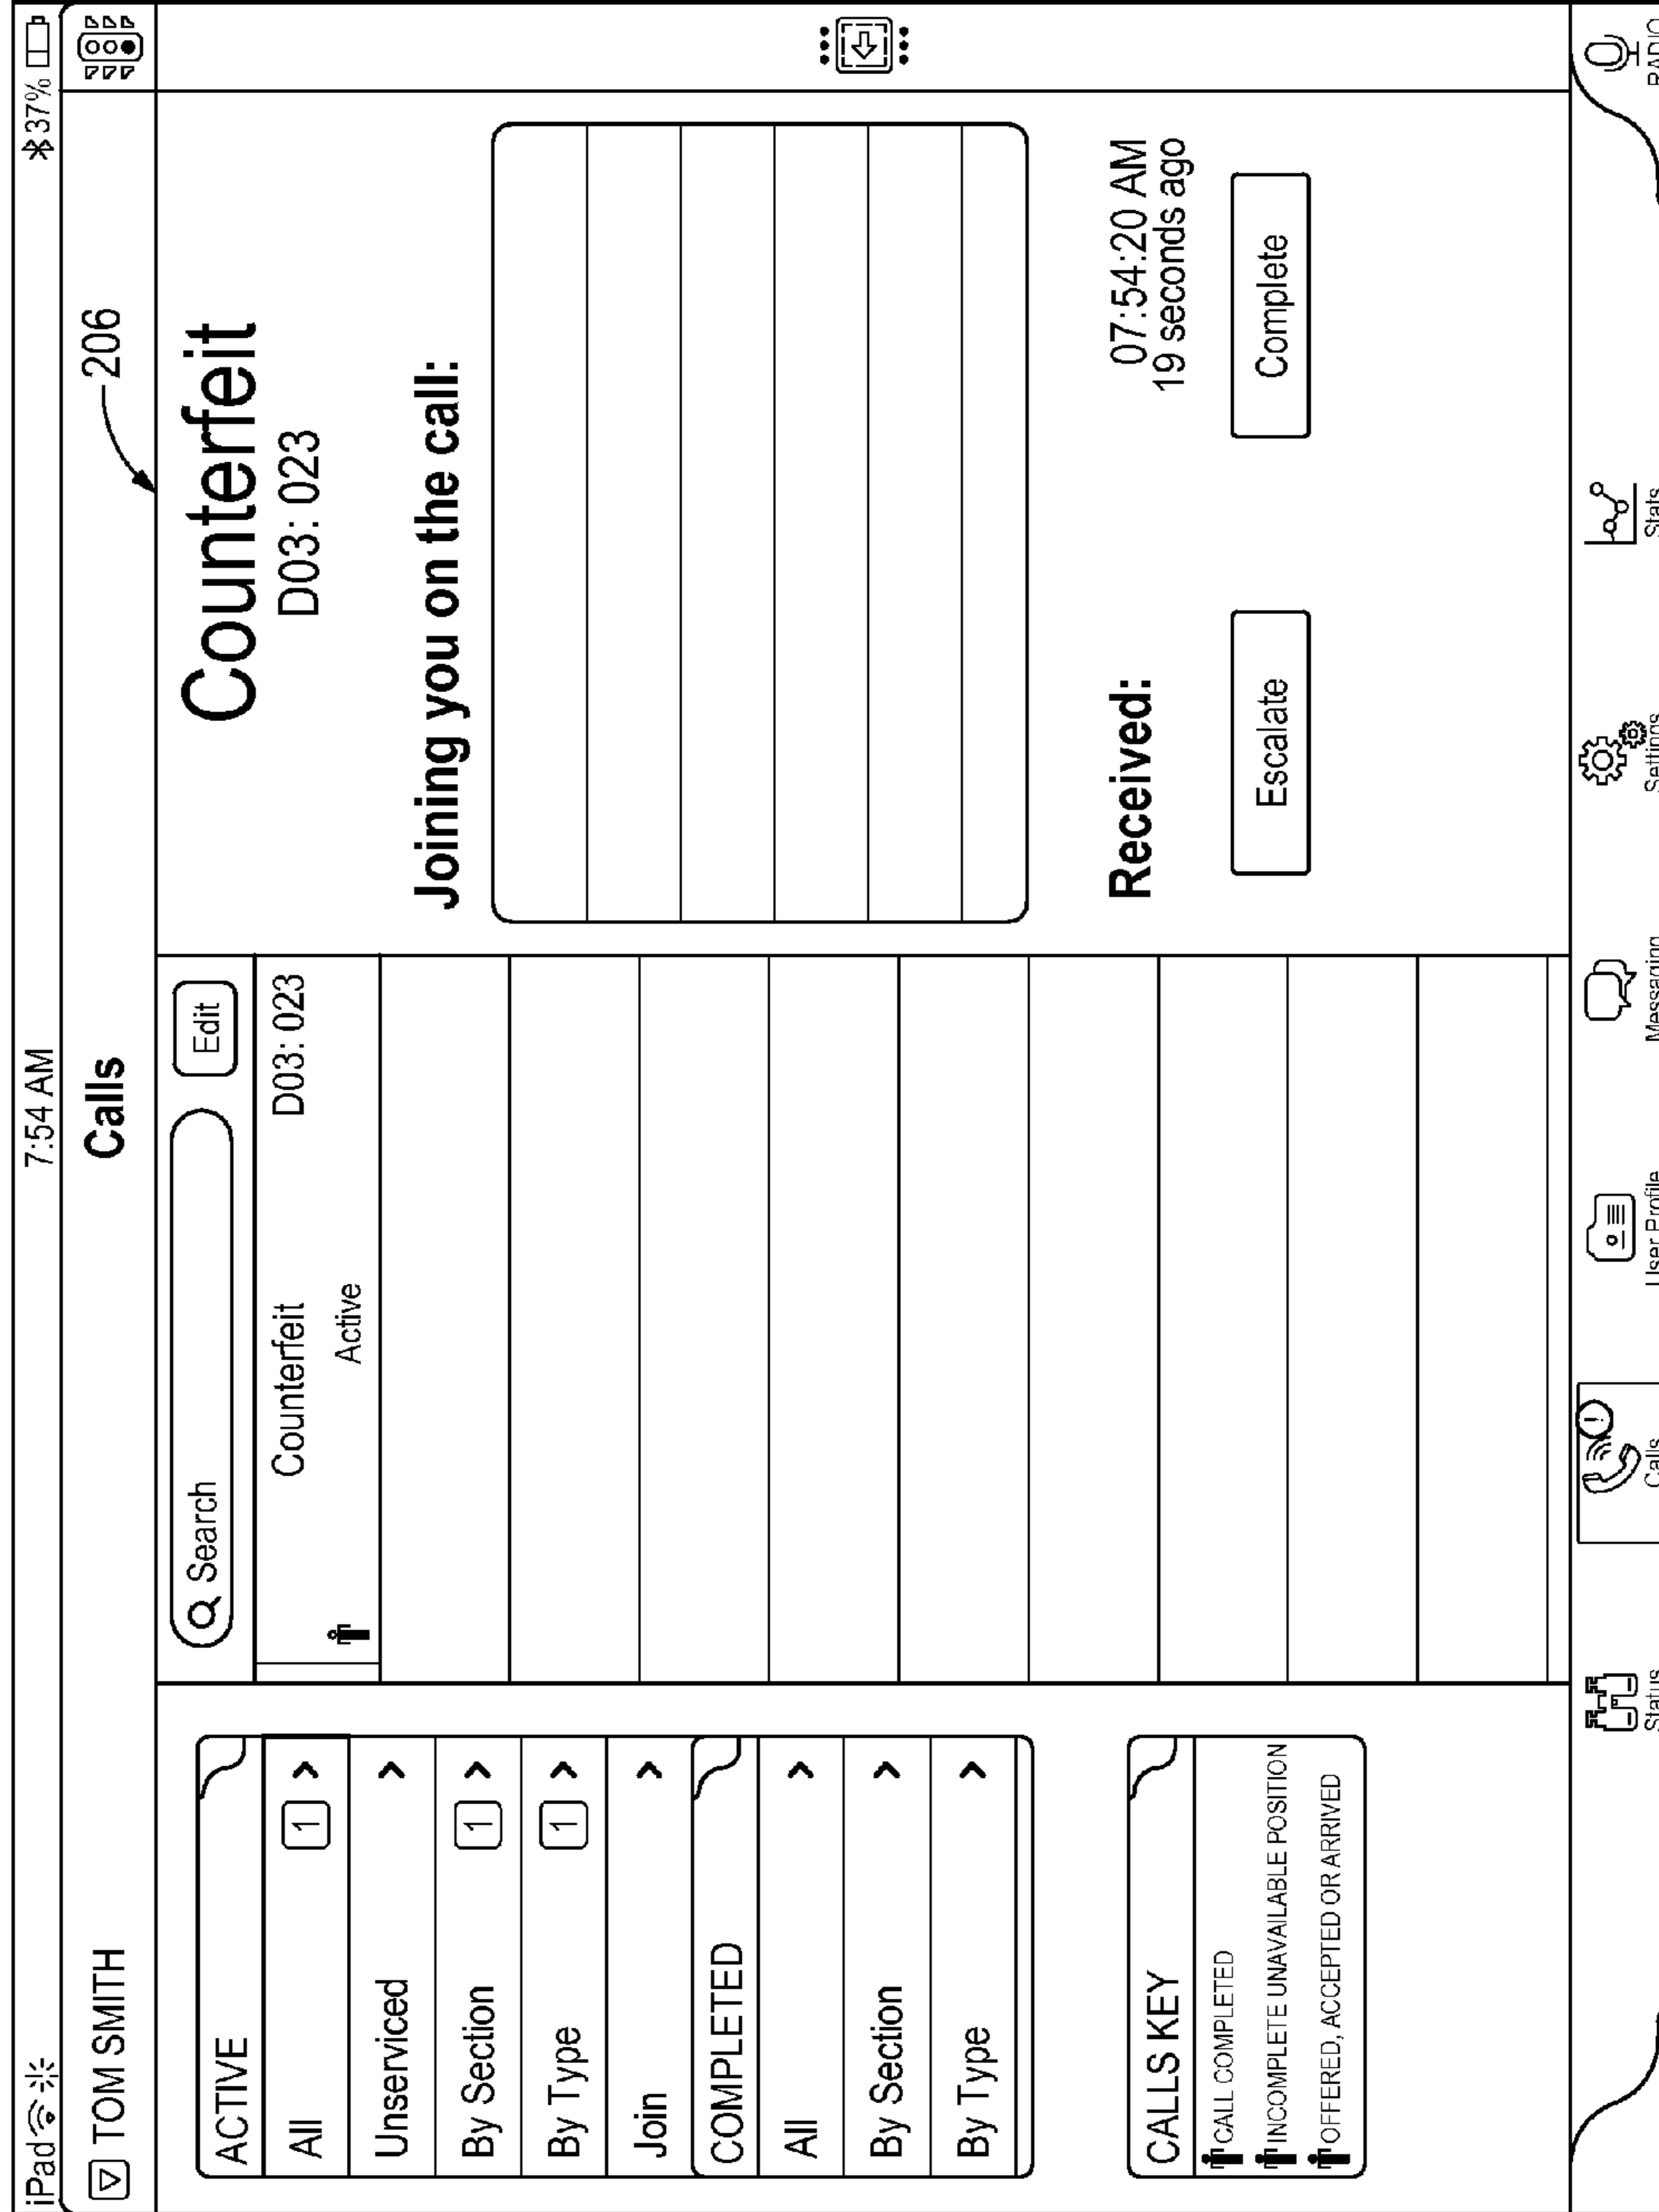 iPad 7:54 AM 37%
TOM SMITH Calls
206
ACTIVE
All 1 >
Unserviced >
By Section 1 >
By Type 1 >
Join >
COMPLETED
All >
By Section >
By Type >
CALLS KEY
CALL COMPLETED
INCOMPLETE UNAVAILABLE POSITION
OFFERED, ACCEPTED OR ARRIVED
Search Edit
Counterfeit D03: 023
Active
Counterfeit
D03: 023
Joining you on the call:
Received: 07:54:20 AM
19 seconds ago
Escalate Complete
Status Calls User Profile Messaging Settings Stats RADIO